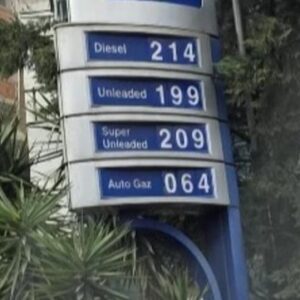 Diesel 214
Unleaded 199
Super
Unleaded 209
Auto Gaz 064